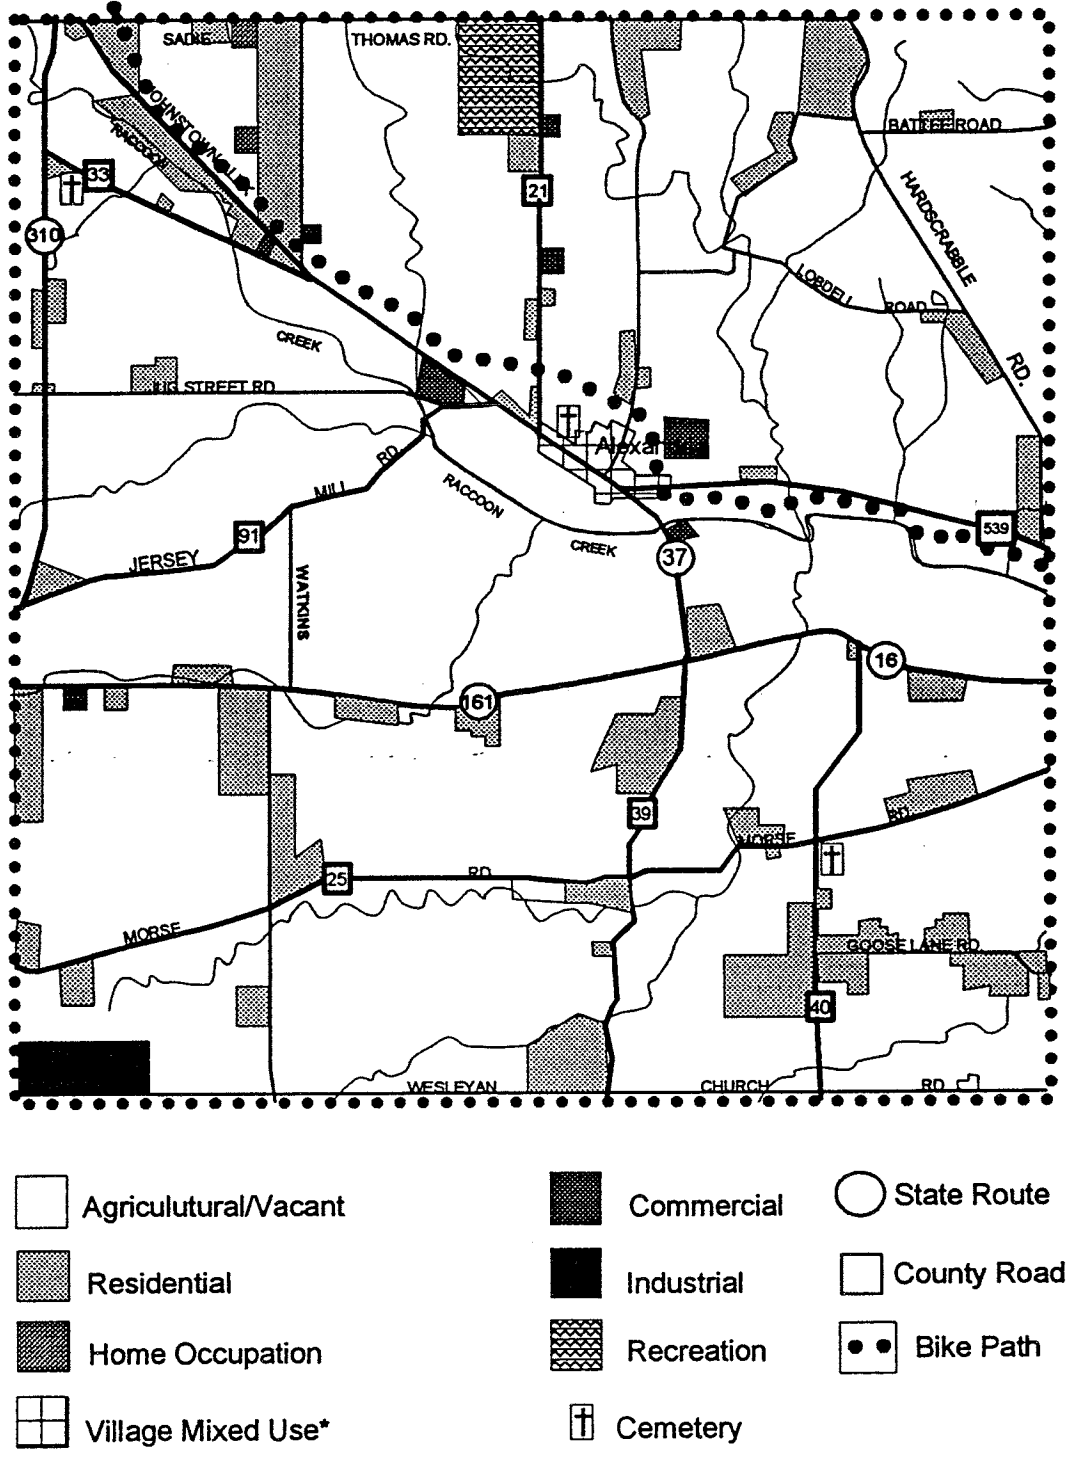 SADIE
THOMAS RD.
JOHNSTOWN-ALEX
RACCOON
33
21
310
BATTEE ROAD
HARDSCRABBLE
RD.
LOBDELL
ROAD
CREEK
JUG STREET RD
RD.
MILL
RACCOON
CREEK
91
JERSEY
WATKINS
539
37
16
161
39
RD.
MORSE
25
RD
MORSE
GOOSE LANE RD.
40
WESLEYAN
CHURCH
RD
Agriculutural/Vacant
Residential
Home Occupation
Village Mixed Use*
Commercial
Industrial
Recreation
Cemetery
State Route
County Road
Bike Path